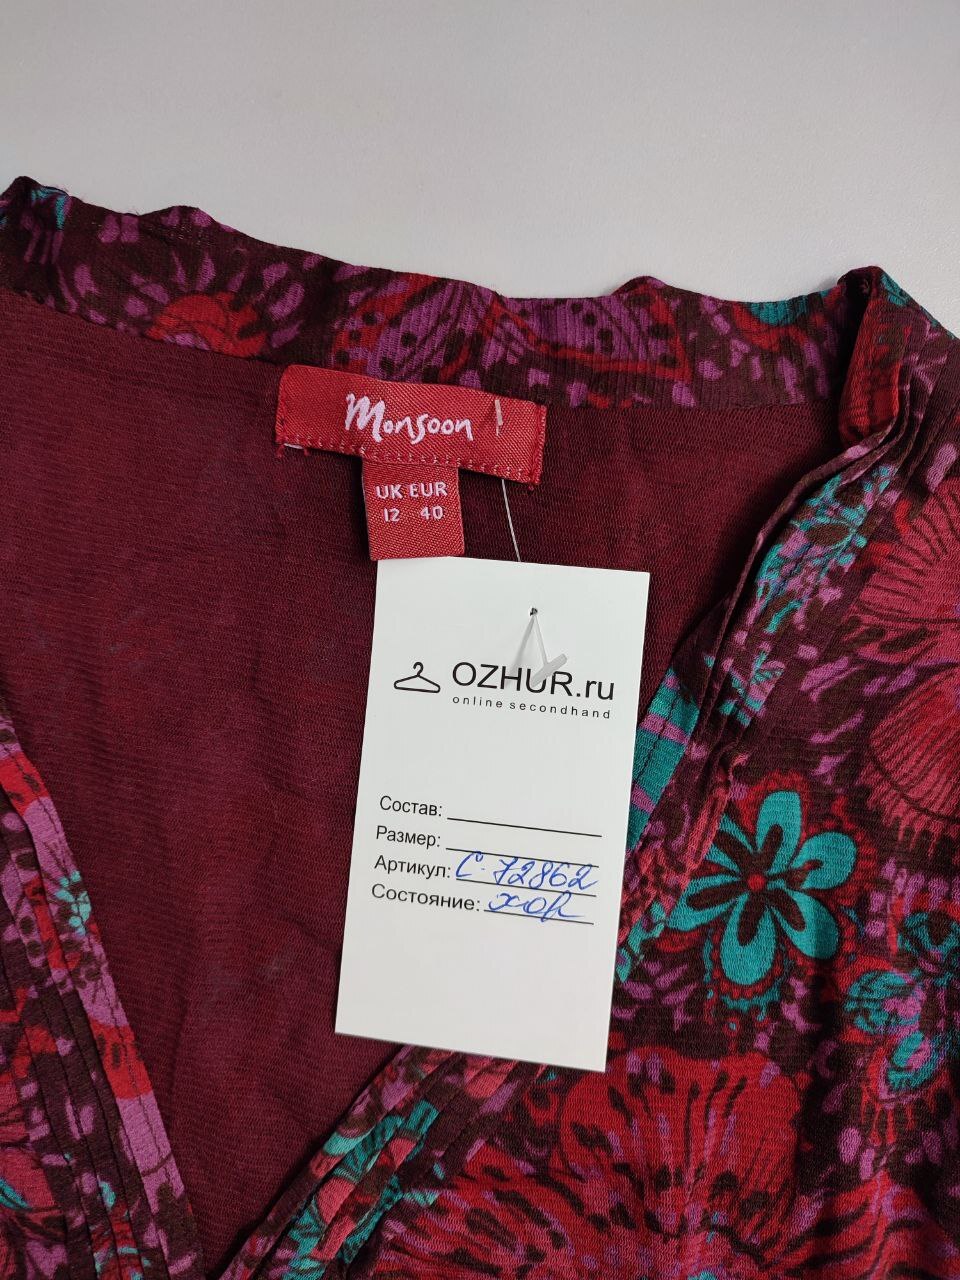 Monsoon
UK EUR
12 40
OZHUR.ru
online secondhand
Состав:
Размер:
Артикул: С-72862
Состояние: хор